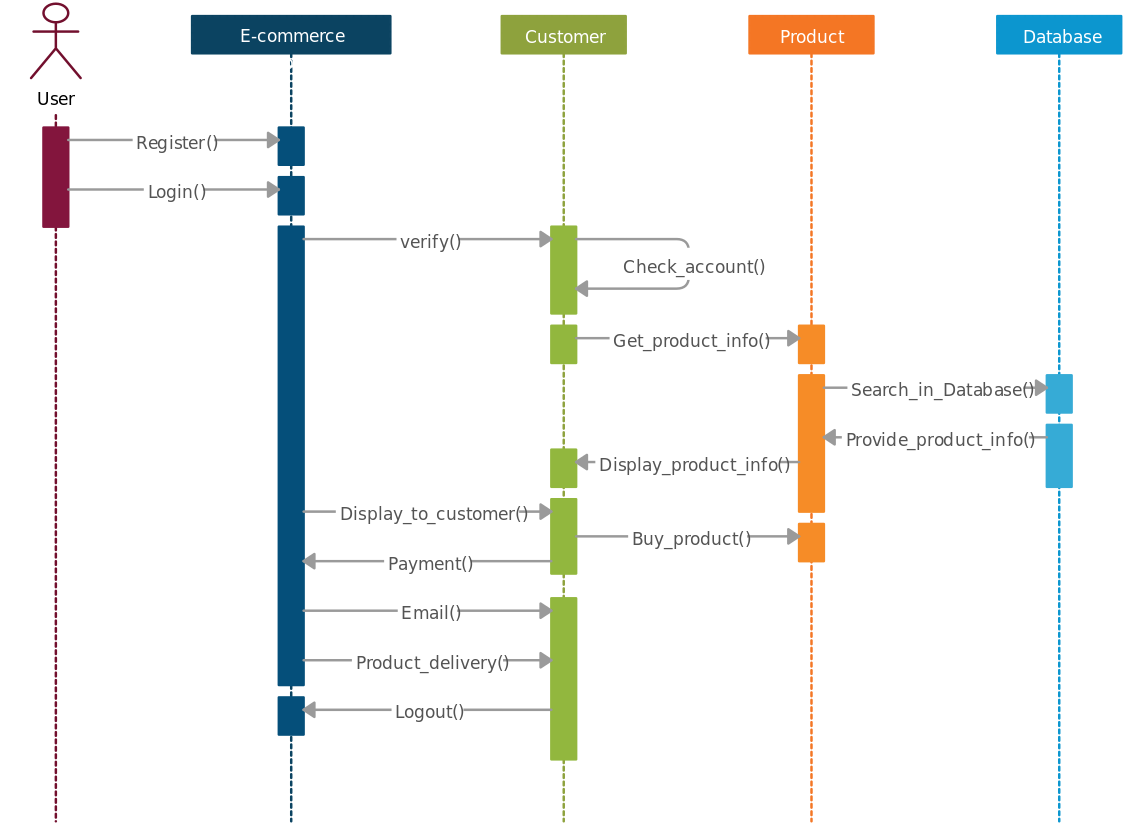 E-commerce
Customer
Product
Database
User
Register()
Login()
verify()
Check_account()
Get_product_info()
Search_in_Database()
Provide_product_info()
Display_product_info()
Display_to_customer()
Buy_product()
Payment()
Email()
Product_delivery()
Logout()